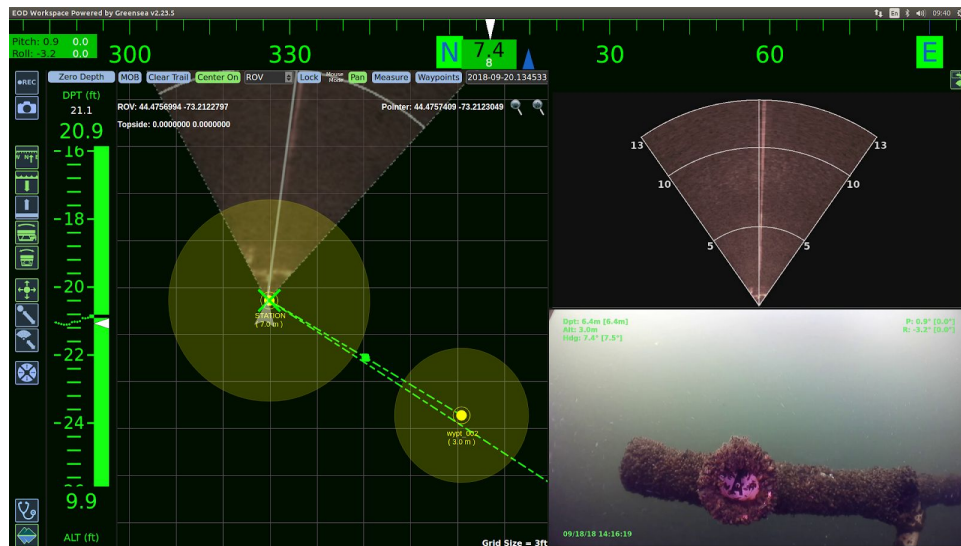 EOD Workspace Powered by Greensea v2.23.5
En
09:40
Pitch: 0.9 0.0
Roll: -3.2 0.0
300
330
N
7.4
8
30
60
E
REC
Zero Depth
MOB
Clear Trail
Center On
ROV
Lock
Mouse Mode
Pan
Measure
Waypoints
2018-09-20.134533
DPT (ft)
21.1
20.9
-16
-18
-20
-22
-24
9.9
ALT (ft)
ROV: 44.4756994 -73.2122797
Pointer: 44.4757409 -73.2123049
Topside: 0.0000000 0.0000000
STATION
( 7.0 m )
wypt_002
( 3.0 m )
Grid Size = 3ft
13
13
10
10
5
5
Dpt: 6.4m [6.4m]
Alt: 3.0m
Hdg: 7.4° [7.5°]
P: 0.9° [0.0°]
R: -3.2° [0.0°]
09/18/18 14:16:19